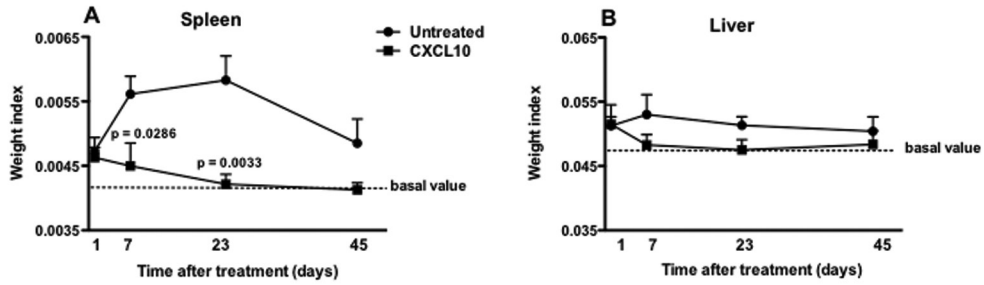 A
Spleen
Untreated
CXCL10
0.0065
0.0055
0.0045
0.0035
Weight index
p = 0.0286
p = 0.0033
basal value
1 7 23 45
Time after treatment (days)
B
Liver
0.065
0.055
0.045
0.035
Weight index
basal value
1 7 23 45
Time after treatment (days)